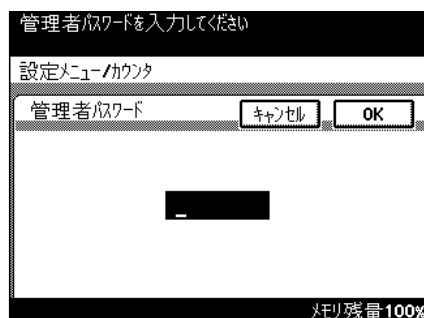 管理者ﾊﾟｽﾜｰﾄﾞを入力してください
設定ﾒﾆｭｰ/ｶｳﾝﾀ
管理者ﾊﾟｽﾜｰﾄﾞ ｷｬﾝｾﾙ OK
_
ﾒﾓﾘ残量100%